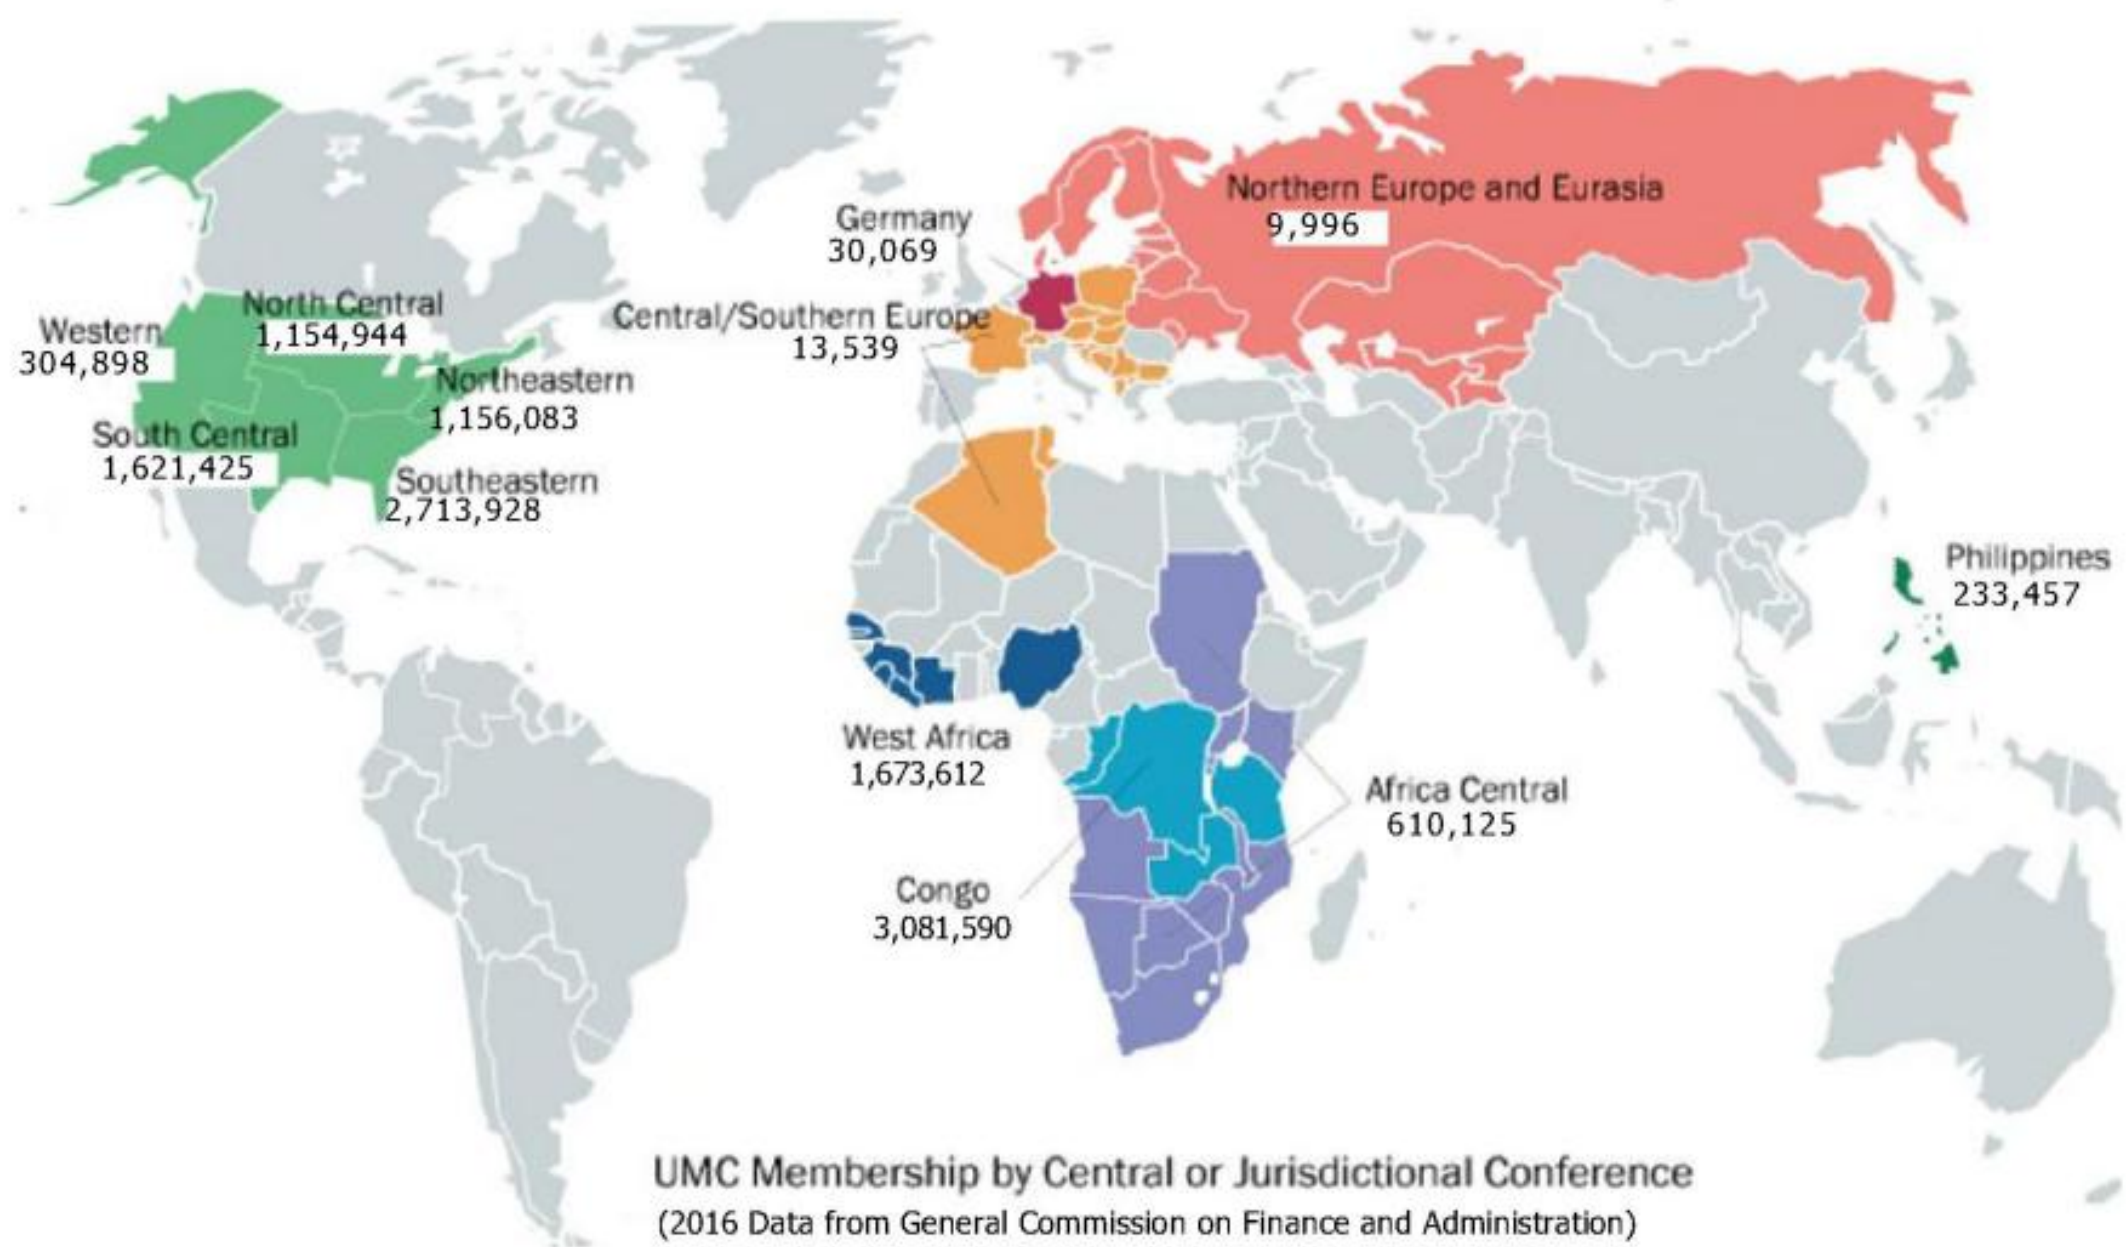 Northern Europe and Eurasia
9,996
Germany
30,069
North Central
1,154,944
Central/Southern Europe
13,539
Western
304,898
Northeastern
1,156,083
South Central
1,621,425
Southeastern
2,713,928
Philippines
233,457
West Africa
1,673,612
Africa Central
610,125
Congo
3,081,590
UMC Membership by Central or Jurisdictional Conference
(2016 Data from General Commission on Finance and Administration)